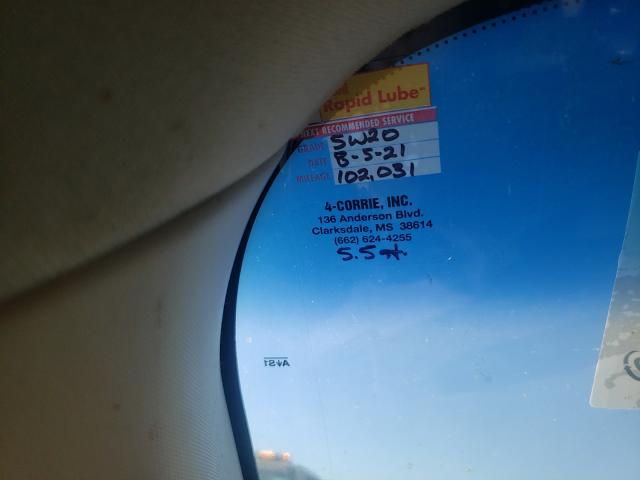 Rapid Lube
NEXT RECOMMENDED SERVICE
GRADE 5W20
DATE 8-5-21
MILEAGE 102,031
4-CORRIE, INC.
136 Anderson Blvd.
Clarksdale, MS 38614
(662) 624-4255
5.5 qt.
AS1